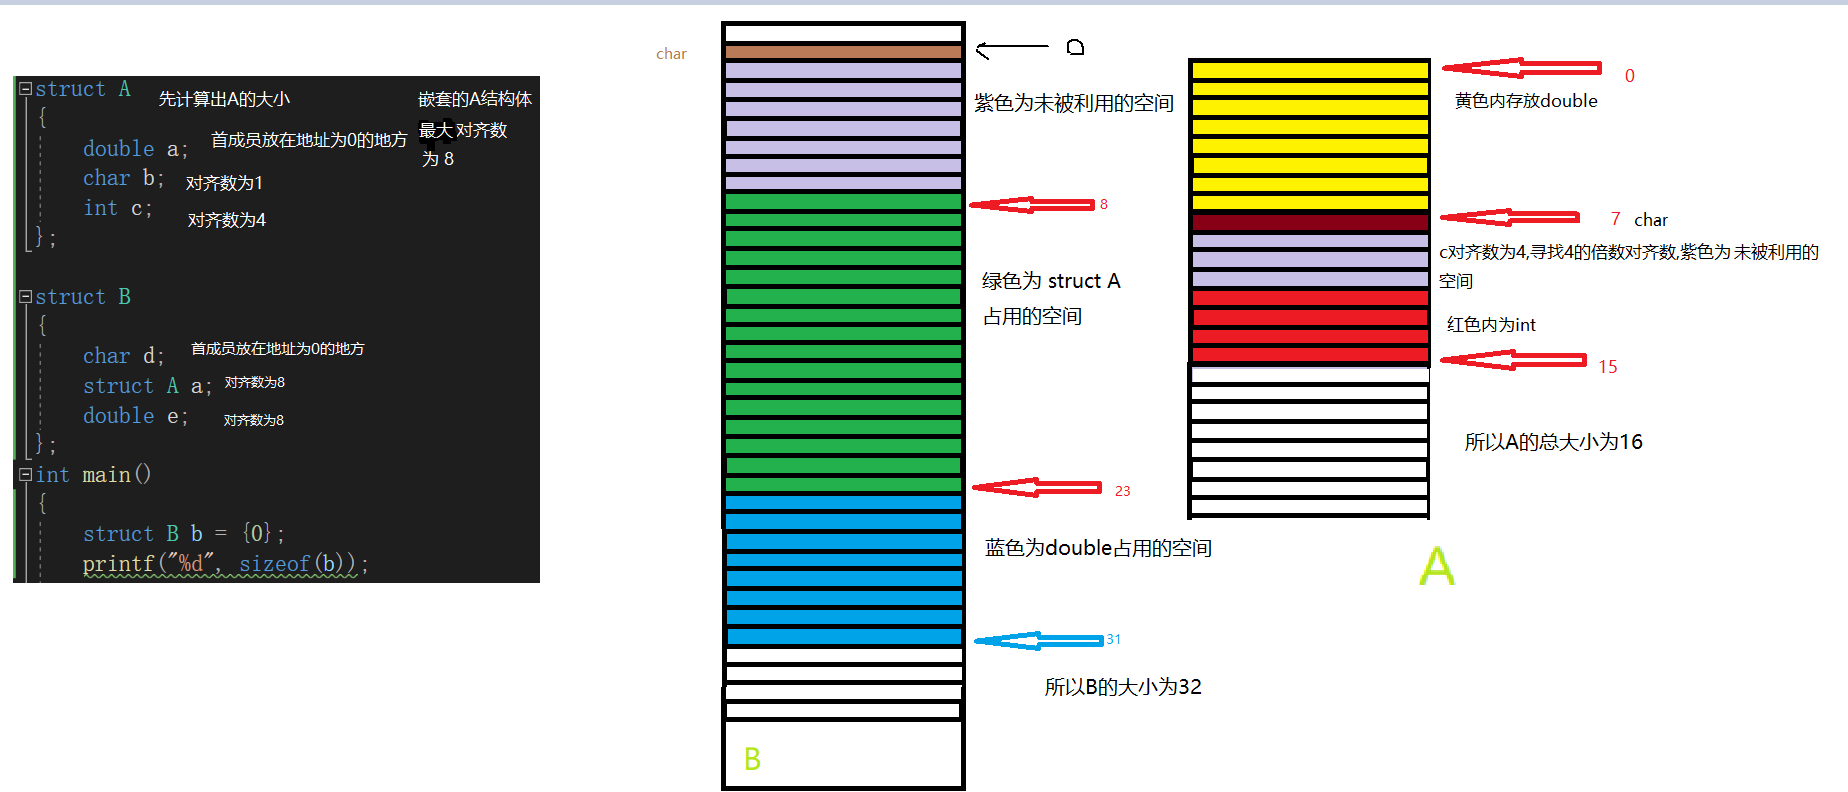 struct A 先计算出A的大小
{
double a; 首成员放在地址为0的地方
char b; 对齐数为1
int c; 对齐数为4
};
嵌套的A结构体
最大对齐数
为 8
struct B
{
char d; 首成员放在地址为0的地方
struct A a; 对齐数为8
double e; 对齐数为8
};
int main()
{
struct B b = {0};
printf("%d", sizeof(b));
char
0
紫色为未被利用的空间
8
绿色为 struct A
占用的空间
23
蓝色为double占用的空间
31
所以B的大小为32
B
0
黄色内存放double
7 char
c对齐数为4,寻找4的倍数对齐数,紫色为未被利用的
空间
红色内为int
15
所以A的总大小为16
A